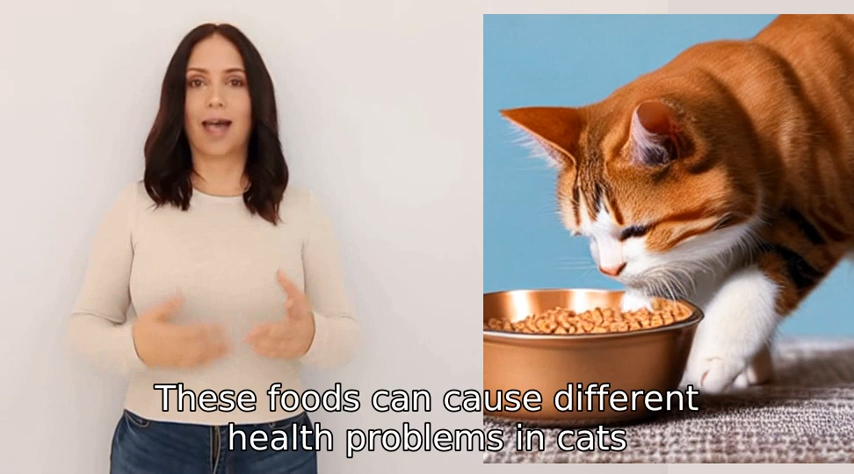 These foods can cause different
health problems in cats